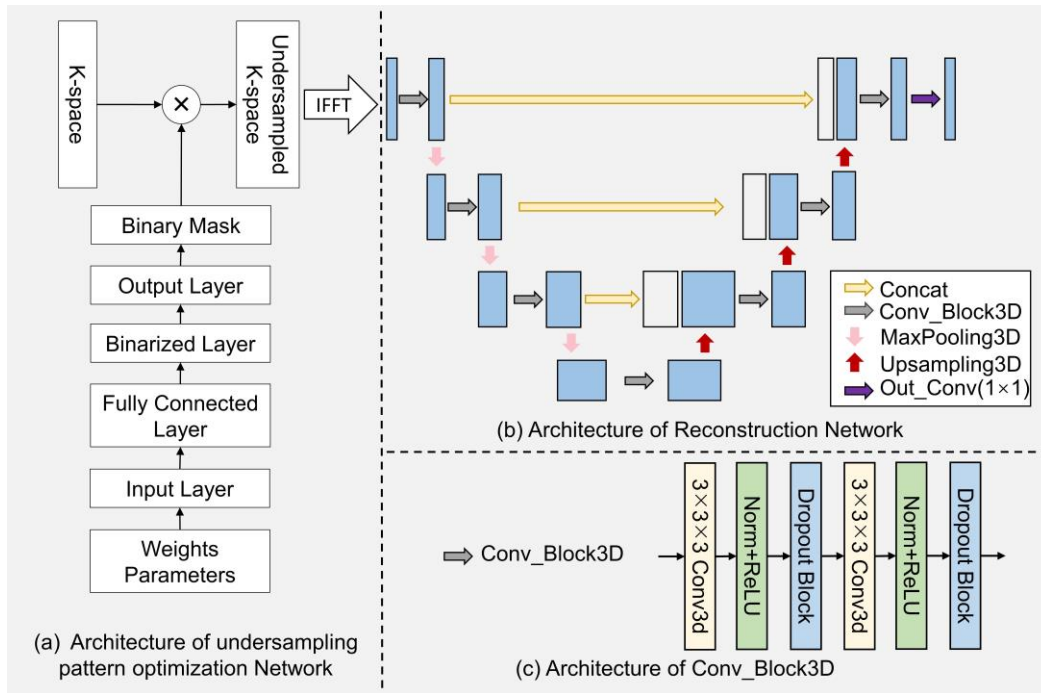 K-space
Undersampled
K-space
IFFT
Binary Mask
Output Layer
Binarized Layer
Fully Connected
Layer
Input Layer
Weights
Parameters
(a) Architecture of undersampling
pattern optimization Network
Concat
Conv_Block3D
MaxPooling3D
Upsampling3D
Out_Conv(1×1)
(b) Architecture of Reconstruction Network
Conv_Block3D
3×3×3 Conv3d
Norm+ReLU
Dropout Block
3×3×3 Conv3d
Norm+ReLU
Dropout Block
(c) Architecture of Conv_Block3D